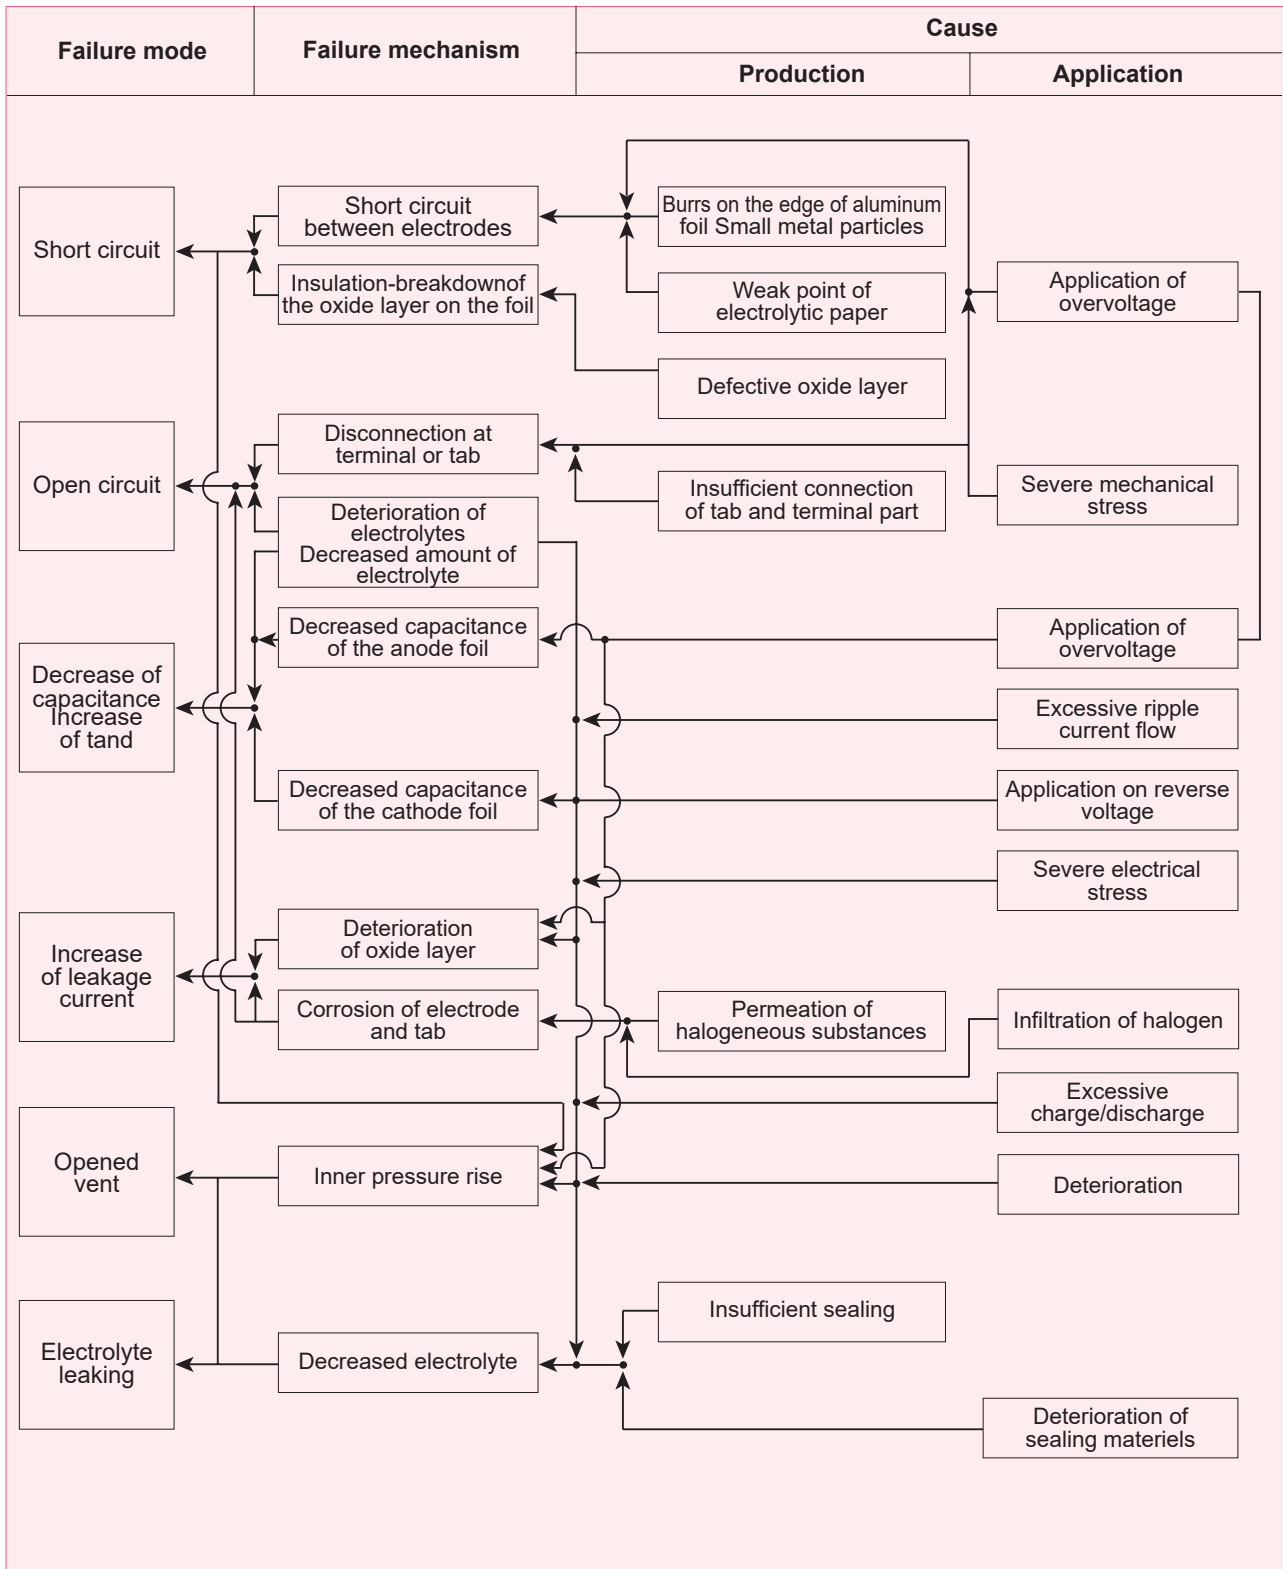 Failure mode
Failure mechanism
Cause
Production
Application
Short circuit
Short circuit
between electrodes
Insulation-breakdownof
the oxide layer on the foil
Burrs on the edge of aluminum
foil Small metal particles
Weak point of
electrolytic paper
Defective oxide layer
Application of
overvoltage
Open circuit
Disconnection at
terminal or tab
Deterioration of
electrolytes
Decreased amount of
electrolyte
Insufficient connection
of tab and terminal part
Severe mechanical
stress
Decrease of
capacitance
Increase
of tand
Decreased capacitance
of the anode foil
Decreased capacitance
of the cathode foil
Application of
overvoltage
Excessive ripple
current flow
Application on reverse
voltage
Severe electrical
stress
Increase
of leakage
current
Deterioration
of oxide layer
Corrosion of electrode
and tab
Permeation of
halogeneous substances
Infiltration of halogen
Excessive
charge/discharge
Opened
vent
Inner pressure rise
Deterioration
Electrolyte
leaking
Decreased electrolyte
Insufficient sealing
Deterioration of
sealing materiels